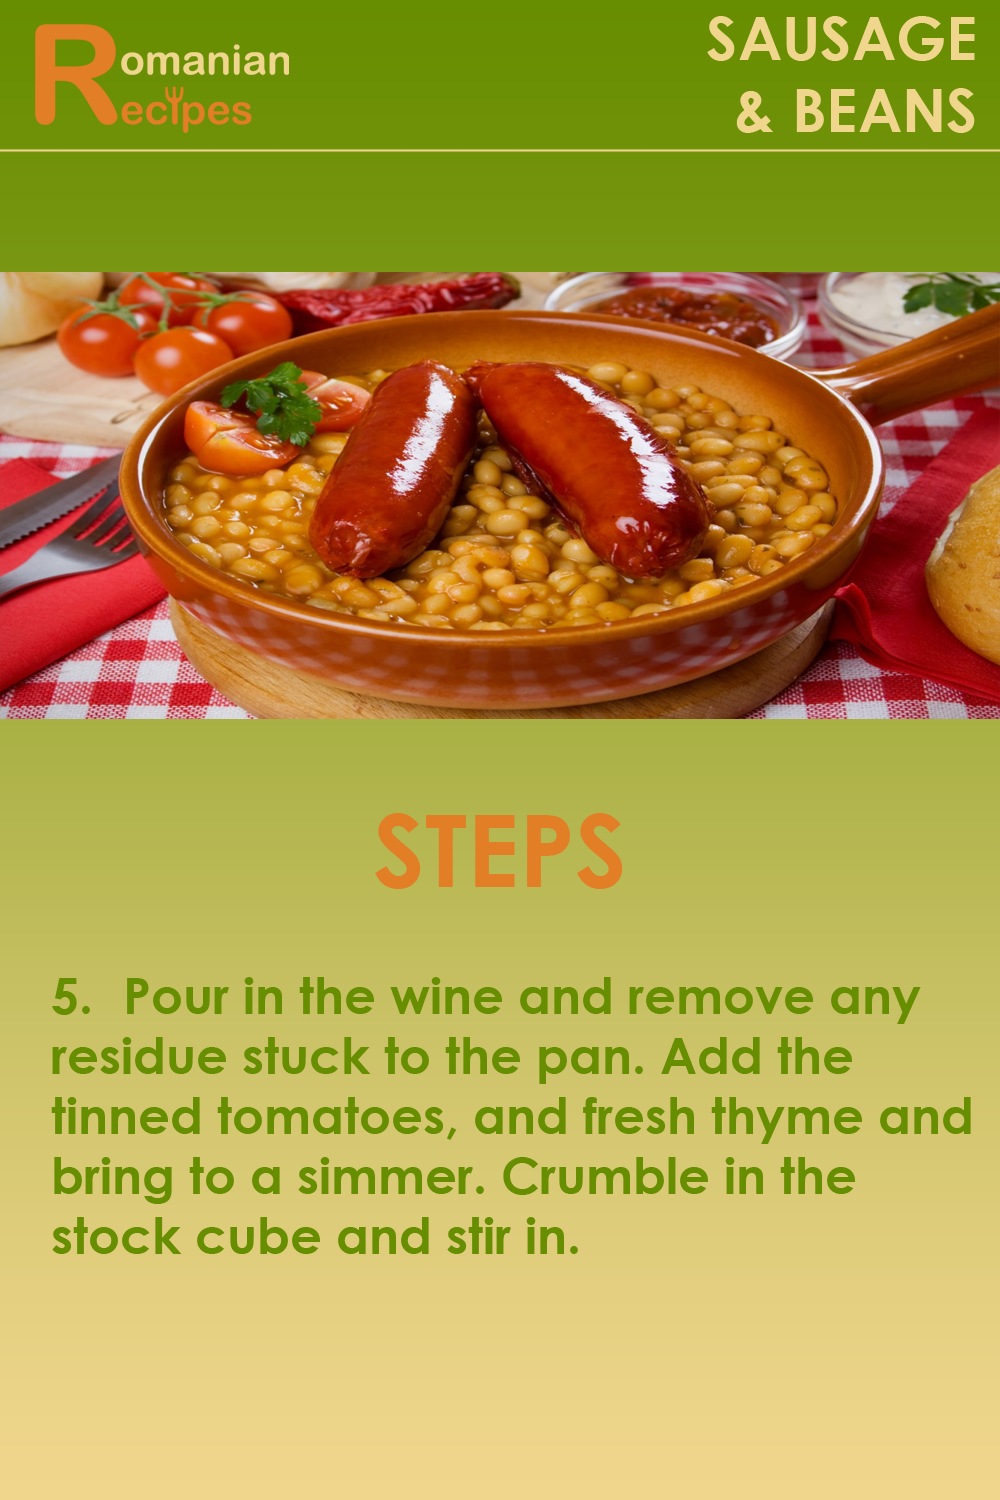 Romanian
Recipes
SAUSAGE
& BEANS
STEPS
5. Pour in the wine and remove any
residue stuck to the pan. Add the
tinned tomatoes, and fresh thyme and
bring to a simmer. Crumble in the
stock cube and stir in.